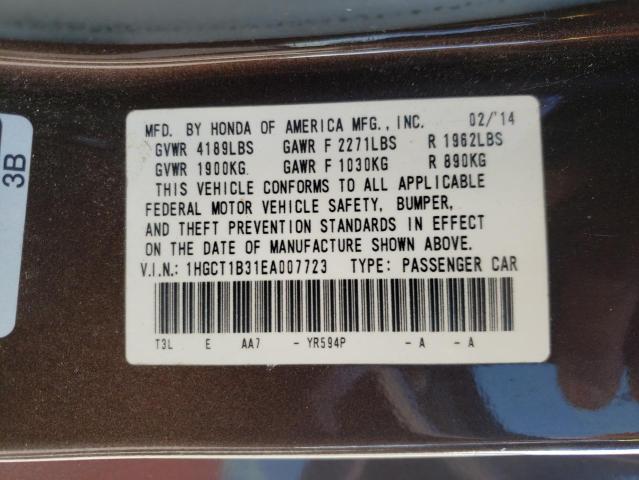 MFD. BY HONDA OF AMERICA MFG., INC. 02/'14
GVWR 4189LBS GAWR F 2271LBS R 1962LBS
GVWR 1900KG GAWR F 1030KG R 890KG
THIS VEHICLE CONFORMS TO ALL APPLICABLE
FEDERAL MOTOR VEHICLE SAFETY, BUMPER,
AND THEFT PREVENTION STANDARDS IN EFFECT
ON THE DATE OF MANUFACTURE SHOWN ABOVE.
V.I.N.: 1HGCT1B31EA007723 TYPE: PASSENGER CAR
T3L E AA7 - YR594P - A - A
3B